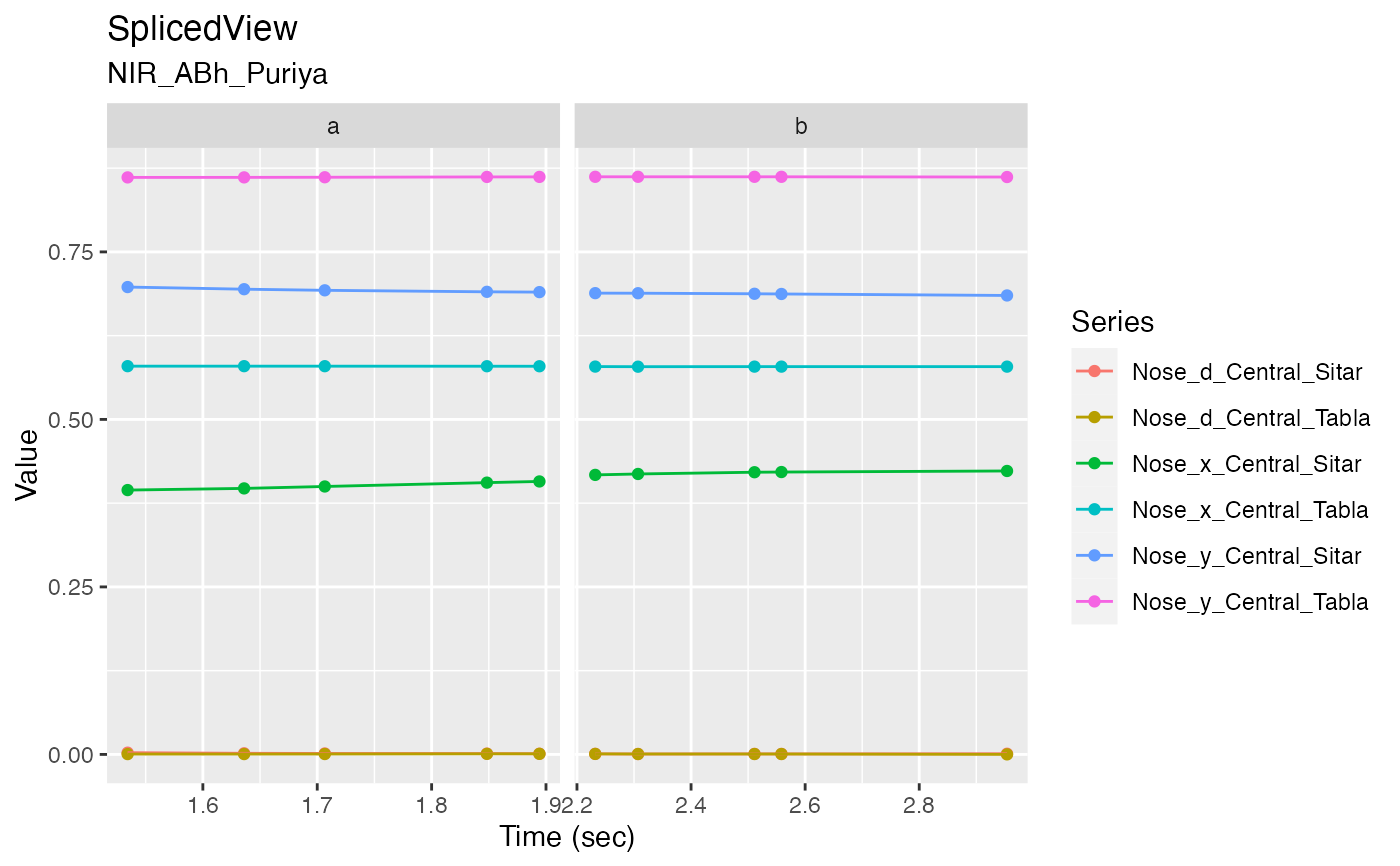 SplicedView
NIR_ABh_Puriya
a
b
Value
0.75
0.50
0.25
0.00
1.6 1.7 1.8 1.9 2.2 2.4 2.6 2.8
Time (sec)
Series
Nose_d_Central_Sitar
Nose_d_Central_Tabla
Nose_x_Central_Sitar
Nose_x_Central_Tabla
Nose_y_Central_Sitar
Nose_y_Central_Tabla